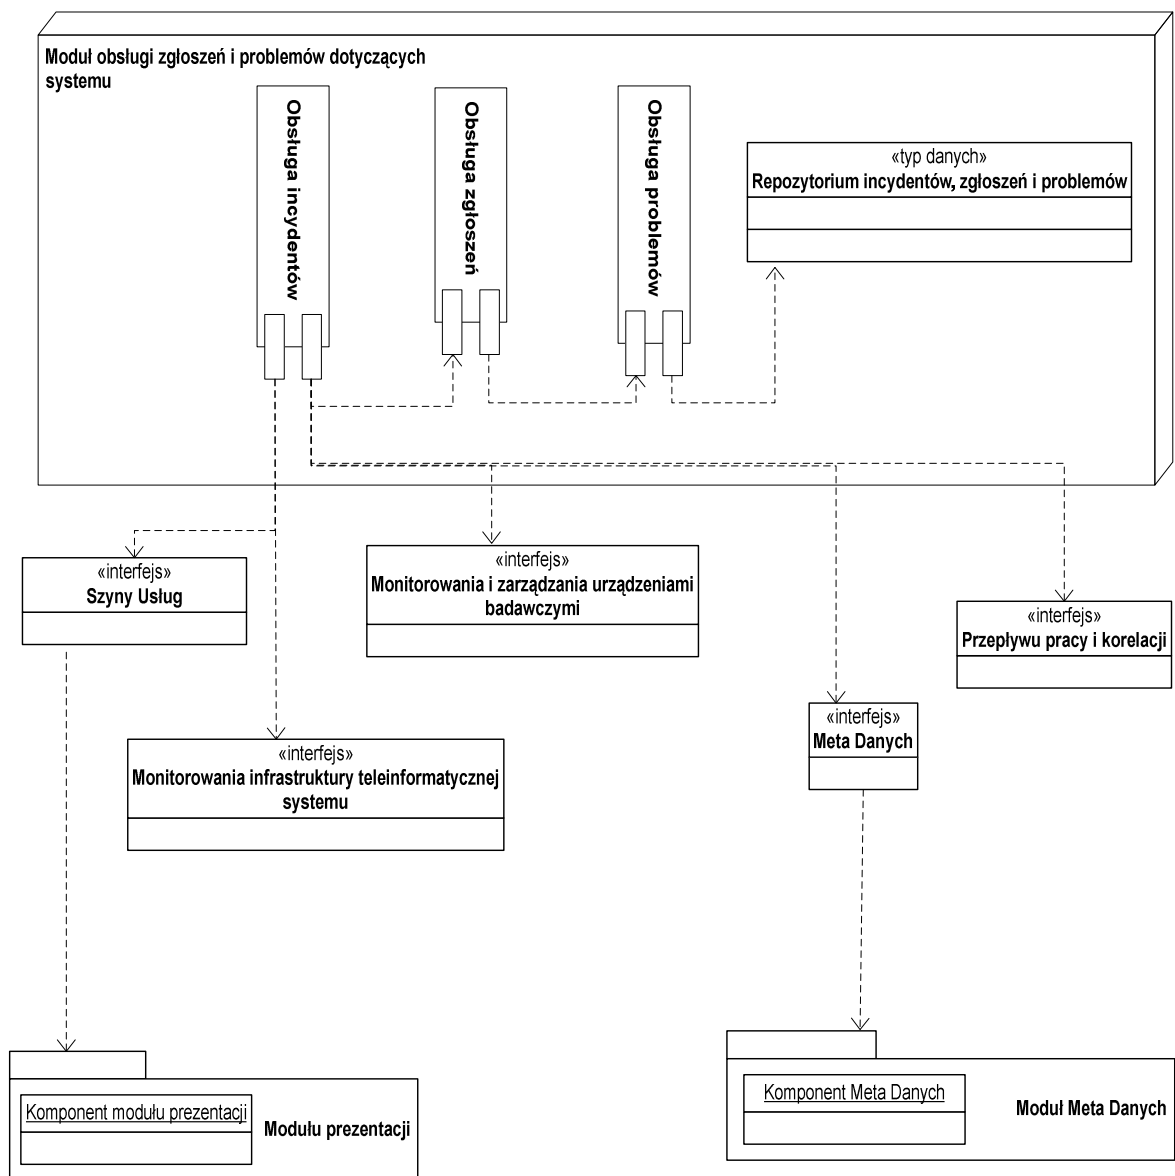 Moduł obsługi zgłoszeń i problemów dotyczących
systemu
Obsługa incydentów
Obsługa zgłoszeń
Obsługa problemów
«typ danych»
Repozytorium incydentów, zgłoszeń i problemów
«interfejs»
Szyny Usług
«interfejs»
Monitorowania i zarządzania urządzeniami
badawczymi
«interfejs»
Przepływu pracy i korelacji
«interfejs»
Meta Danych
«interfejs»
Monitorowania infrastruktury teleinformatycznej
systemu
Komponent modułu prezentacji
Modułu prezentacji
Komponent Meta Danych
Moduł Meta Danych